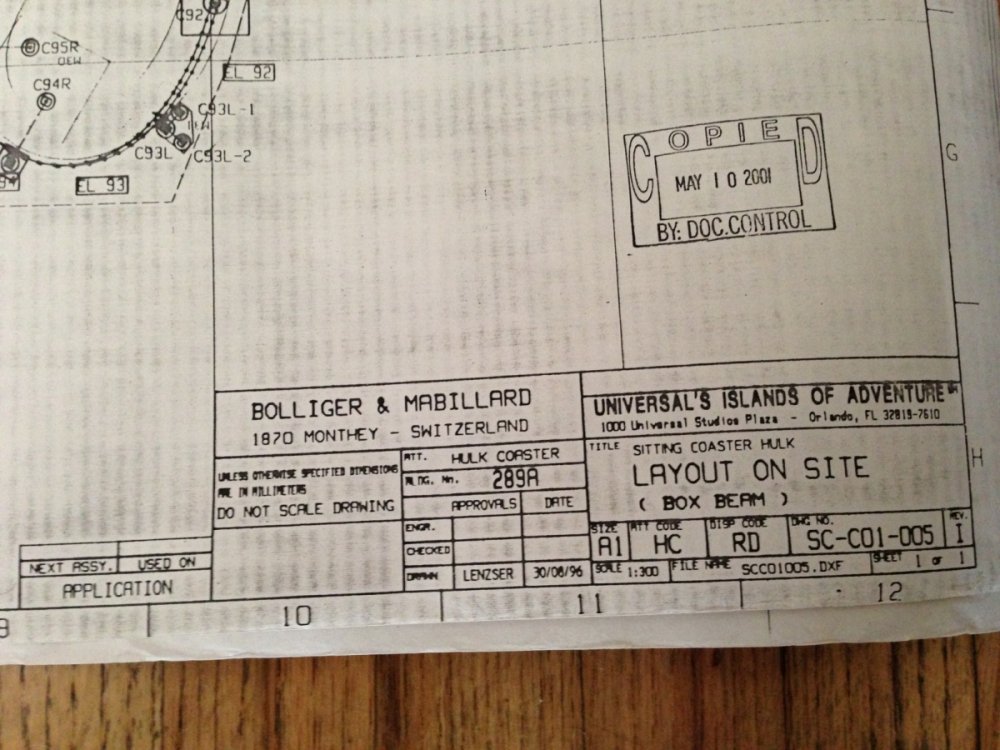 C92
C95R
OEW
EL 92
C94R
C93L-1
C93L
C93L-2
EL 93
94
COPIED
MAY 10 2001
BY: DOC.CONTROL
G
BOLLIGER & MABILLARD
1870 MONTHEY - SWITZERLAND
UNLESS OTHERWISE SPECIFIED DIMENSIONS
ARE IN MILLIMETERS
DO NOT SCALE DRAWING
ATT. HULK COASTER
BLDG. No. 289A
APPROVALS DATE
ENGR.
CHECKED
DRAWN LENZSER 30/08/96
UNIVERSAL'S ISLANDS OF ADVENTURE
1000 Universal Studios Plaza - Orlando, FL 32819-7610
TITLE SITTING COASTER HULK
LAYOUT ON SITE
( BOX BEAM )
SIZE ATT CODE DISP CODE DWG NO. REV.
A1 HC RD SC-C01-005 I
SCALE 1:300 FILE NAME SCC01005.DXF SHEET 1 OF 1
H
NEXT ASSY. USED ON
APPLICATION
10 11 12